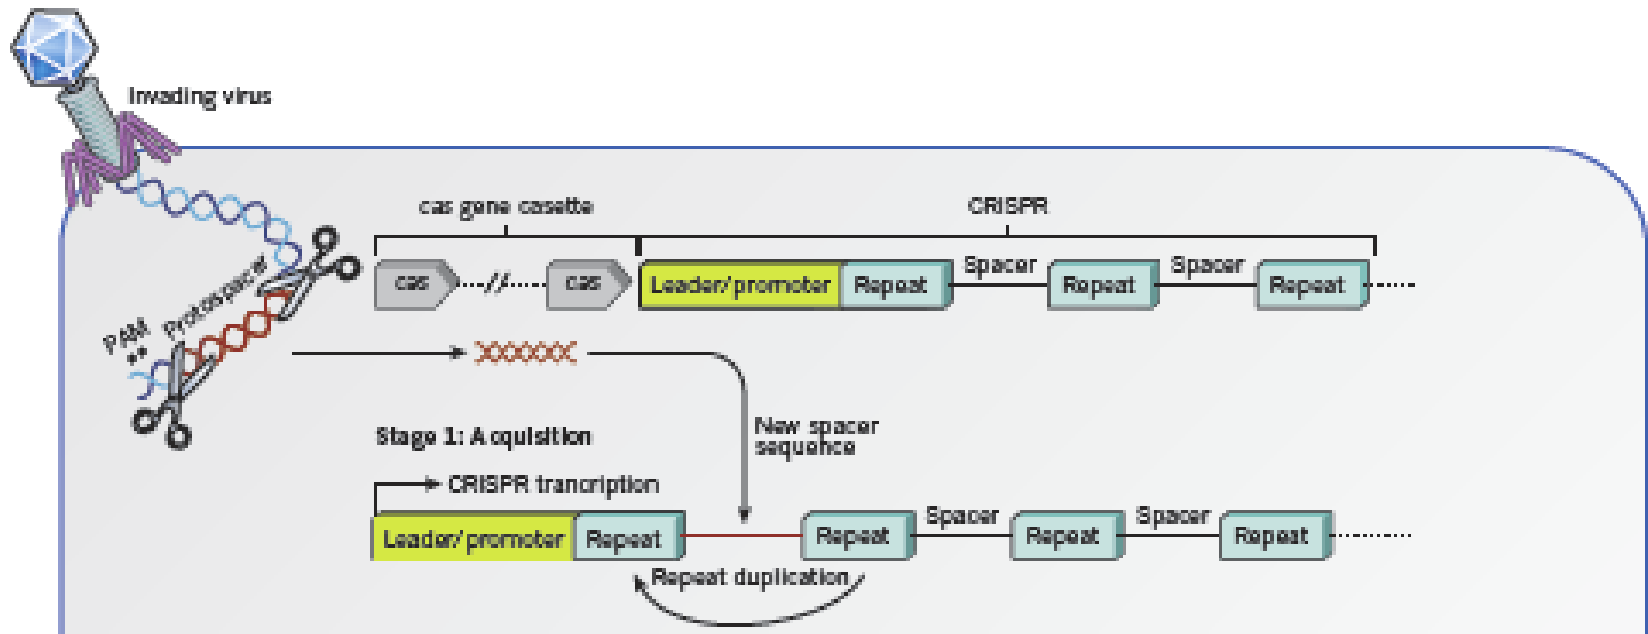 Invading virus
cas gene casette
CRISPR
Protospacer
PAM
cas
cas
Leader/promoter
Repeat
Spacer
Repeat
Spacer
Repeat
New spacer
sequence
Stage 1: Acquisition
CRISPR trancription
Leader/promoter
Repeat
Repeat
Spacer
Repeat
Spacer
Repeat
Repeat duplication